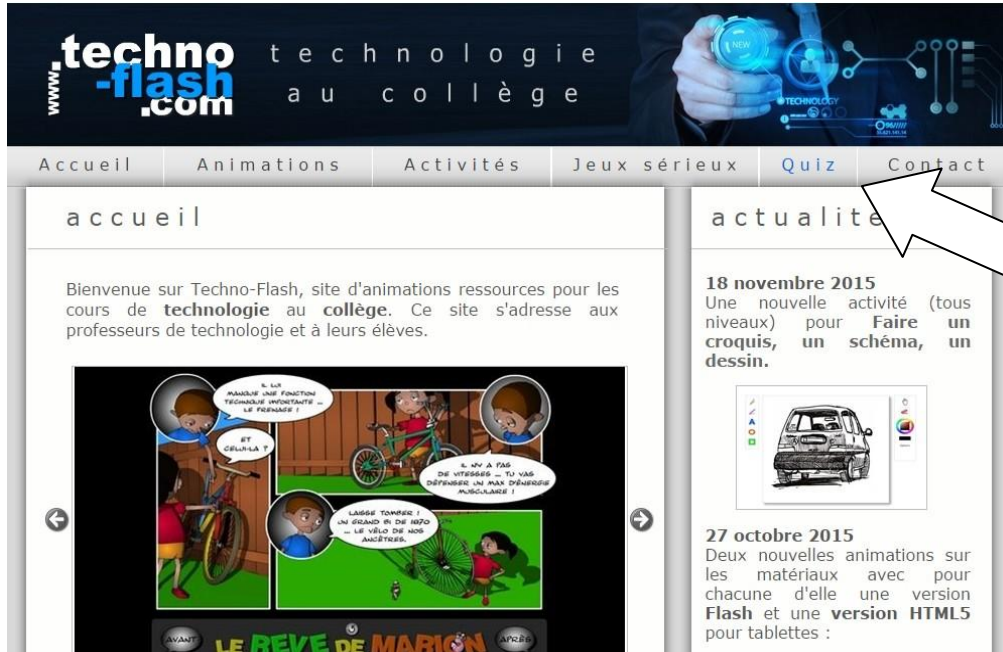 www.techno
-flash
.com
technologie
au collège
NEW
TECHNOLOGY
Accueil Animations Activités Jeux sérieux Quiz Contact
accueil
Bienvenue sur Techno-Flash, site d'animations ressources pour les
cours de technologie au collège. Ce site s'adresse aux
professeurs de technologie et à leurs élèves.
IL LUI
MANQUE UNE FONCTION
TECHNIQUE IMPORTANTE ...
LE FREINAGE !
ET
CELUI-LA ?
IL N'Y A PAS
DE VITESSES ... TU VAS
DÉPENSER UN MAX D'ÉNERGIE
MUSCULAIRE !
LAISSE TOMBER !
UN GRAND BI DE 1870
... LE VÉLO DE NOS
ANCÊTRES.
AVANT LE REVE DE MARION APRÈS
actualité
18 novembre 2015
Une nouvelle activité (tous
niveaux) pour Faire un
croquis, un schéma, un
dessin.
A
27 octobre 2015
Deux nouvelles animations sur
les matériaux avec pour
chacune d'elle une version
Flash et une version HTML5
pour tablettes :